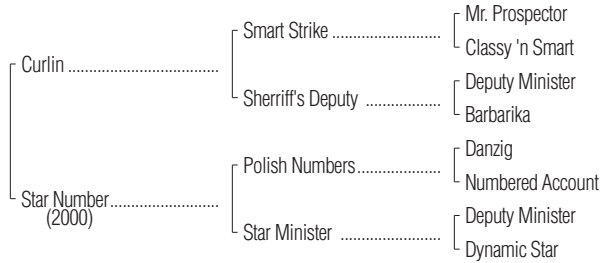 Mr. Prospector
Smart Strike ....................
Classy 'n Smart
Curlin ............................
Deputy Minister
Sherriff's Deputy ..............
Barbarika
Danzig
Polish Numbers................
Numbered Account
Star Number....................
(2000)
Deputy Minister
Star Minister ...................
Dynamic Star